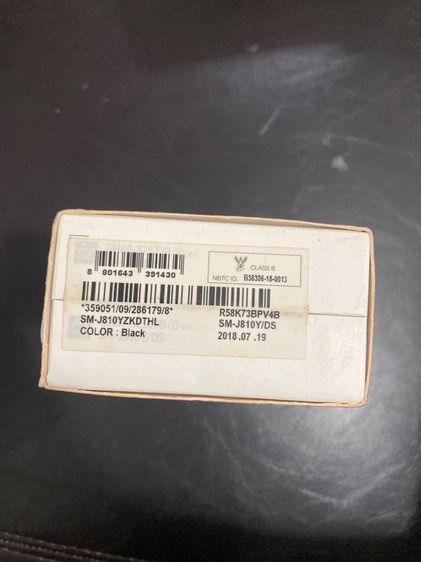 8 801643 391430
CLASS B
NBTC ID. B38306-18-0013
*359051/09/286179/8*
R58K73BPV4B
SM-J810YZKDTHL
SM-J810Y/DS
COLOR : Black
2018.07.19